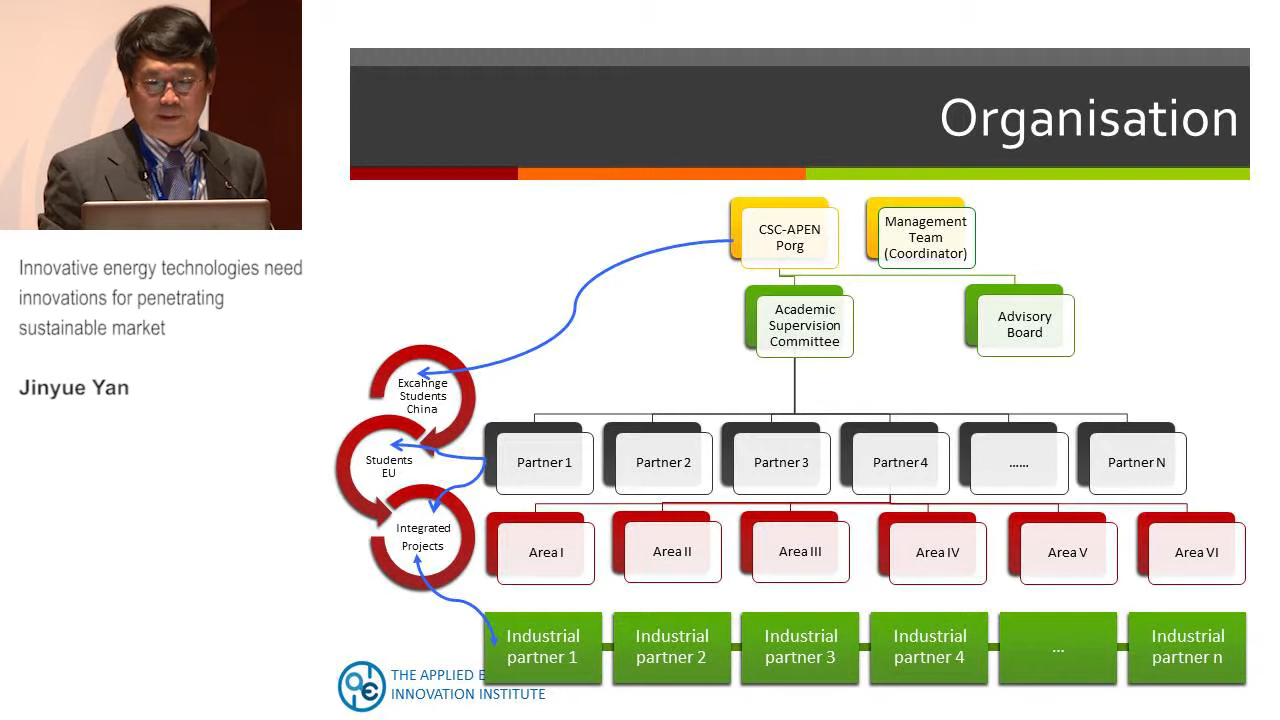 Innovative energy technologies need
innovations for penetrating
sustainable market
Jinyue Yan
Organisation
CSC-APEN
Porg
Management
Team
(Coordinator)
Academic
Supervision
Committee
Advisory
Board
Excahnge
Students
China
Students
EU
Integrated
Projects
Partner 1
Partner 2
Partner 3
Partner 4
......
Partner N
Area I
Area II
Area III
Area IV
Area V
Area VI
Industrial
partner 1
Industrial
partner 2
Industrial
partner 3
Industrial
partner 4
...
Industrial
partner n
THE APPLIED
INNOVATION INSTITUTE